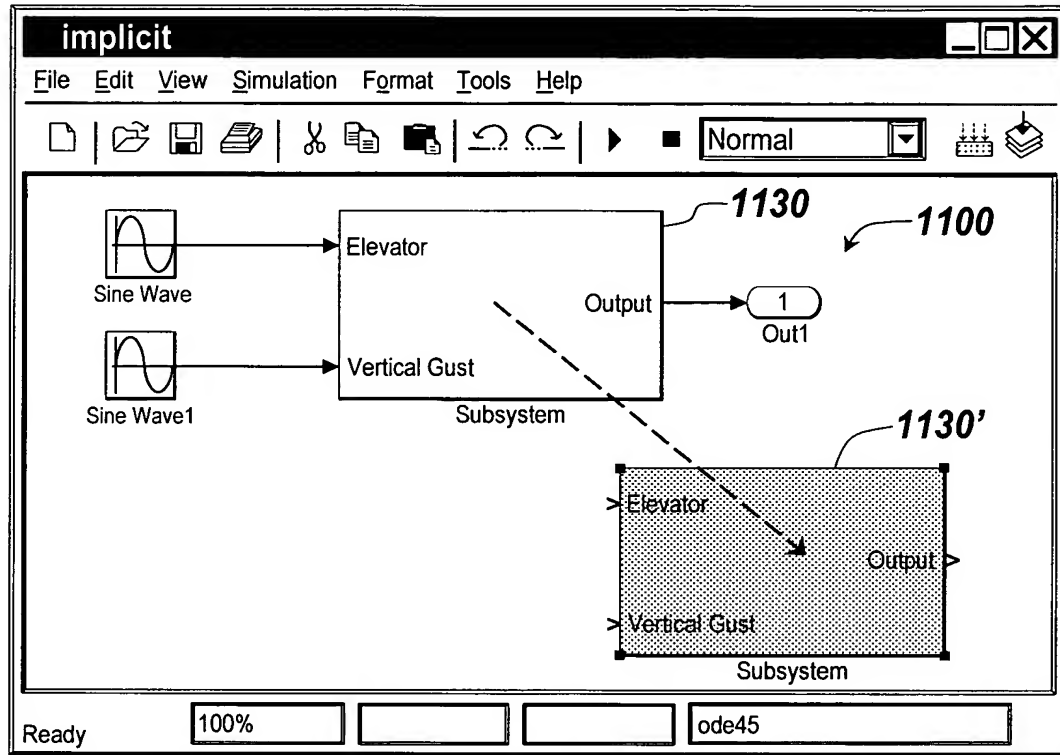 implicit
File Edit View Simulation Format Tools Help
Normal
1130
1100
Elevator
Sine Wave
Output
1
Out1
Vertical Gust
Sine Wave1
Subsystem
1130’
Elevator
Output
Vertical Gust
Subsystem
Ready 100% ode45